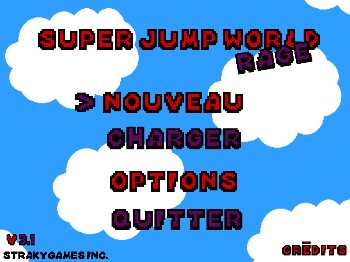 SUPER JUMP WORLD
RAGE
> NOUVEAU
CHARGER
OPTIONS
QUITTER
V3.1
STRAKYGAMES INC.
CRÉDITS